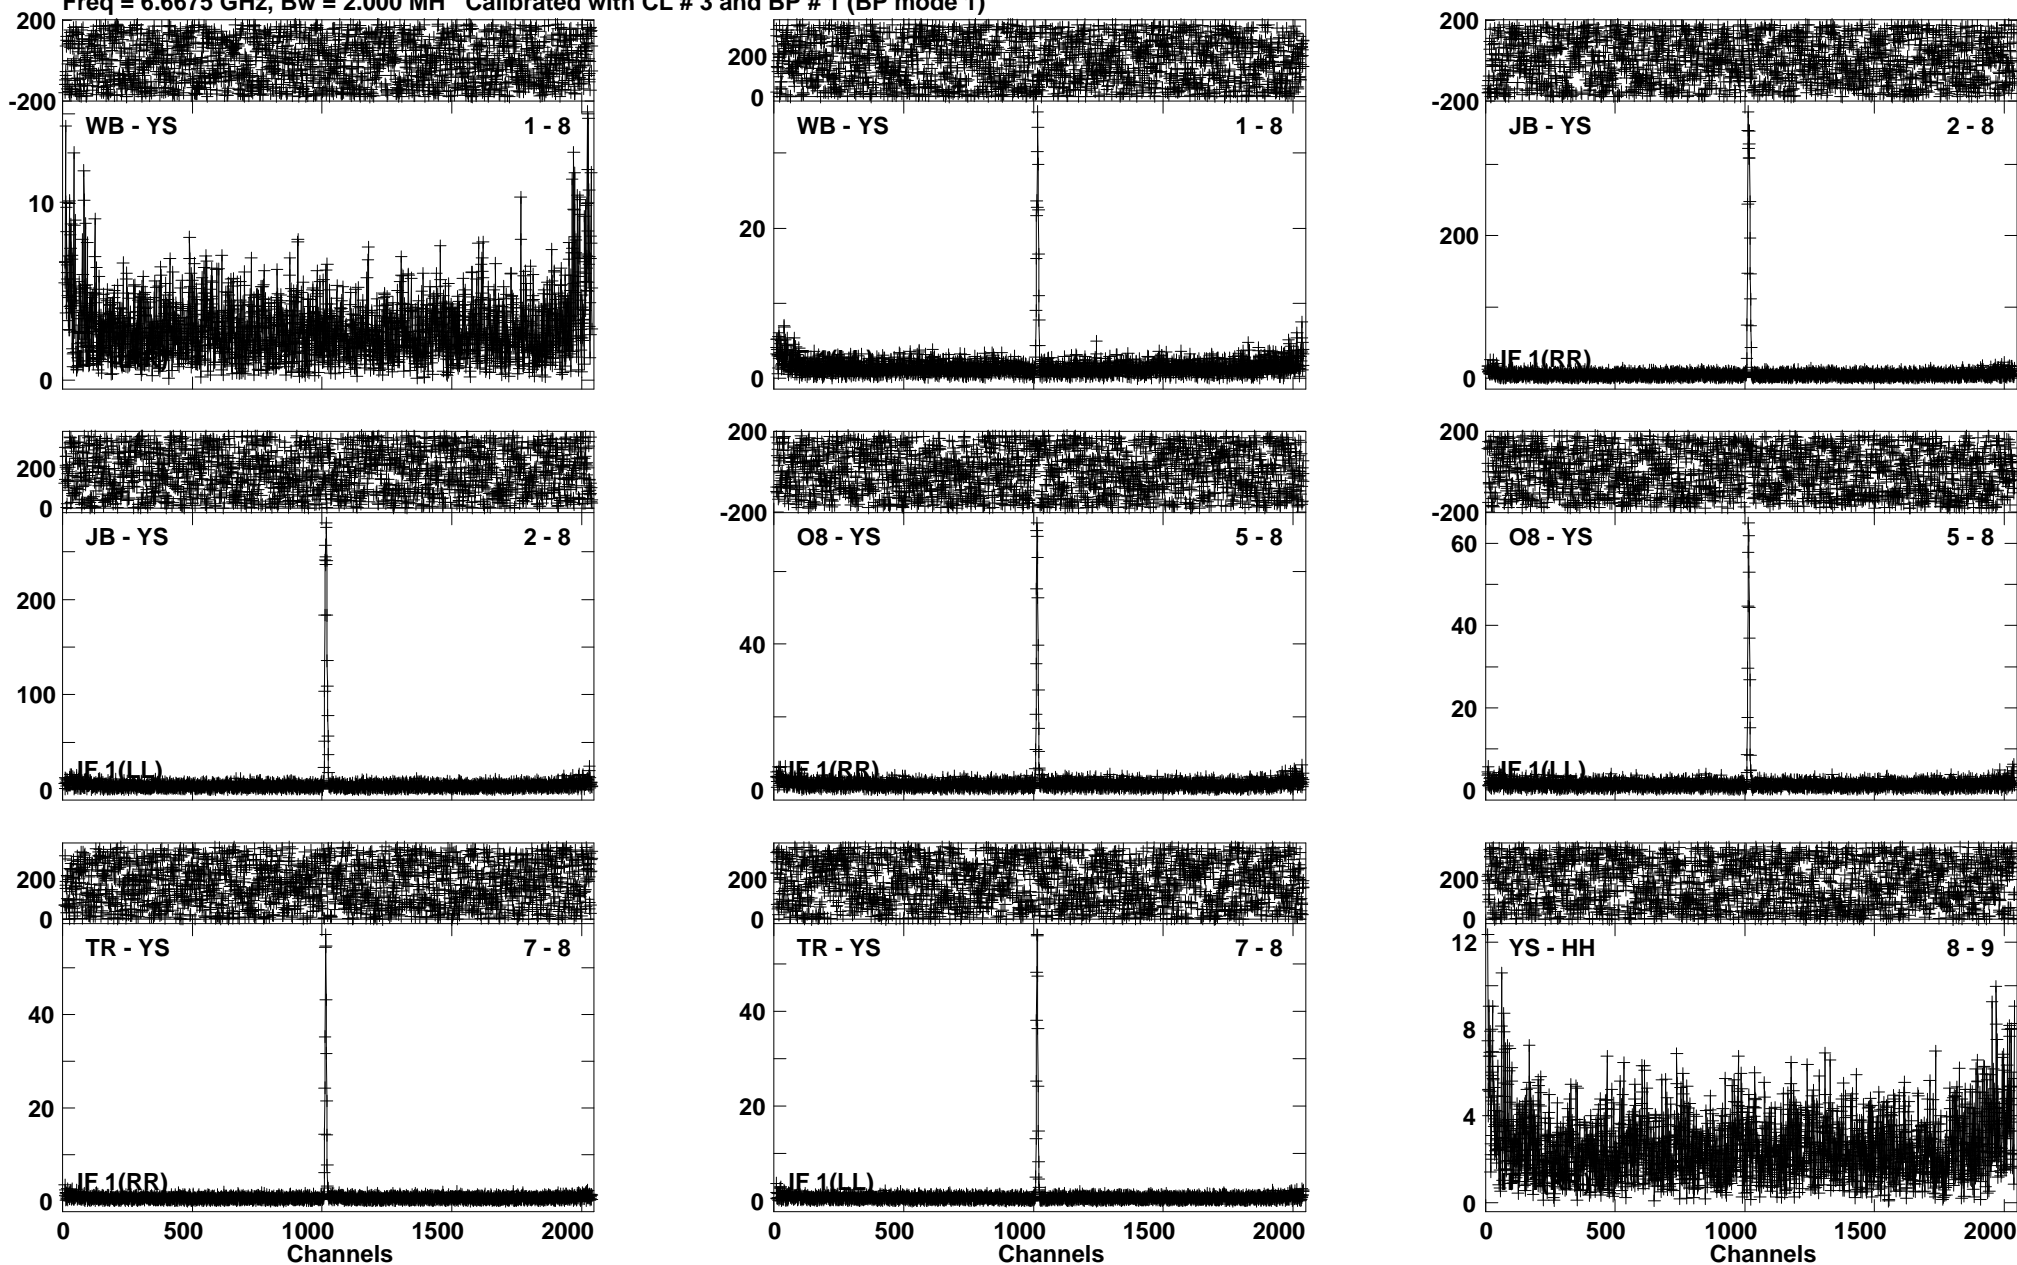 Freq = 6.6675 GHz, Bw = 2.000 MH Calibrated with CL # 3 and BP # 1 (BP mode 1)
200
-200
WB - YS 1 - 8
10
0
200
0
WB - YS 1 - 8
20
0
200
-200
JB - YS 2 - 8
200
IF 1(RR)
0
200
0
JB - YS 2 - 8
200
100
IF 1(LL)
0
200
-200
O8 - YS 5 - 8
40
IF 1(RR)
0
200
-200
O8 - YS 5 - 8
60
40
20
IF 1(LL)
0
200
0
TR - YS 7 - 8
40
20
IF 1(RR)
0
0 500 1000 1500 2000
Channels
200
0
TR - YS 7 - 8
40
20
IF 1(LL)
0
0 500 1000 1500 2000
Channels
200
0
YS - HH 8 - 9
12
8
4
0
0 500 1000 1500 2000
Channels